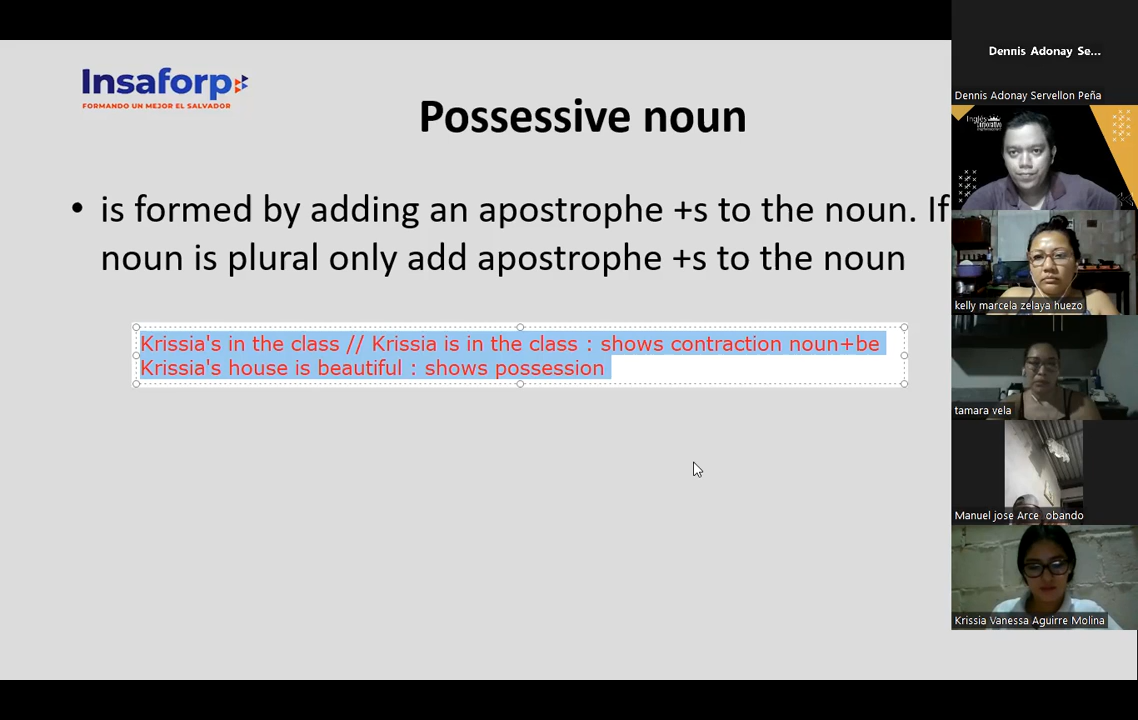 Insaforp
FORMANDO UN MEJOR EL SALVADOR
Possessive noun
• is formed by adding an apostrophe +s to the noun. If
noun is plural only add apostrophe +s to the noun
Krissia's in the class // Krissia is in the class : shows contraction noun+be
Krissia's house is beautiful : shows possession
Dennis Adonay Se...
Dennis Adonay Servellon Peña
Inglés
kelly marcela zelaya huezo
tamara vela
Manuel jose Arce obando
Krissia Vanessa Aguirre Molina